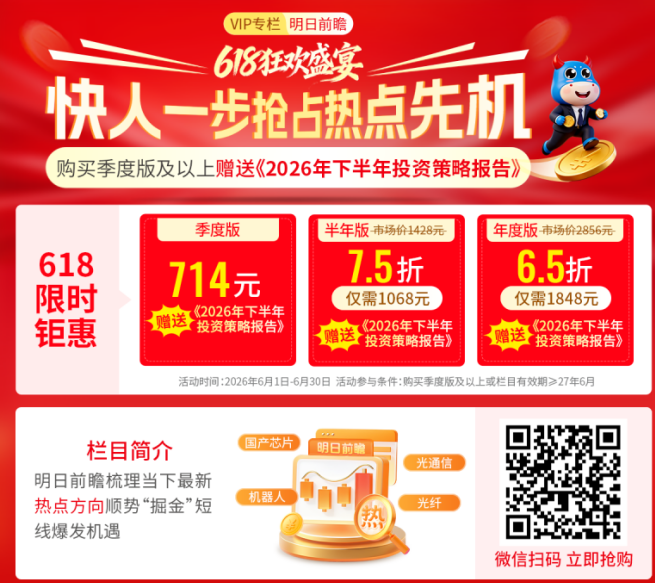 VIP专栏 明日前瞻
618狂欢盛宴
快人一步抢占热点先机
购买季度版及以上赠送《2026年下半年投资策略报告》
618
限时
钜惠
季度版
714元
赠送《2026年下半年
投资策略报告》
半年版 市场价1428元
7.5折
仅需1068元
赠送《2026年下半年
投资策略报告》
年度版 市场价2856元
6.5折
仅需1848元
赠送《2026年下半年
投资策略报告》
活动时间:2026年6月1日-6月30日 活动参与条件:购买季度版及以上或栏目有效期≥27年6月
栏目简介
明日前瞻梳理当下最新
热点方向顺势“掘金”短
线爆发机遇
国产芯片
明日前瞻
光通信
机器人
光纤
热
微信扫码 立即抢购